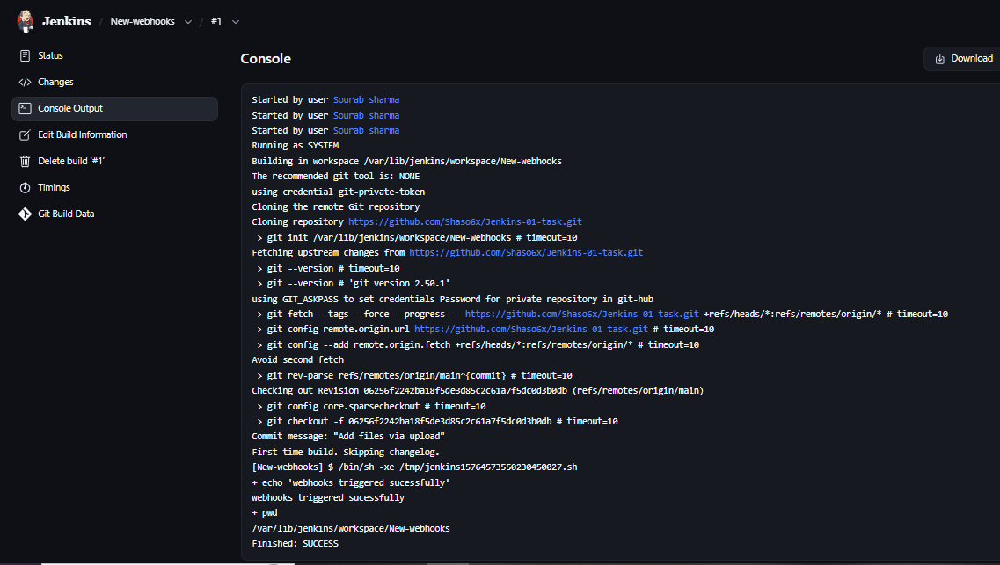 Jenkins / New-webhooks / #1
Status
Changes
Console Output
Edit Build Information
Delete build '#1'
Timings
Git Build Data
Console
Download
Started by user Sourab sharma
Started by user Sourab sharma
Started by user Sourab sharma
Running as SYSTEM
Building in workspace /var/lib/jenkins/workspace/New-webhooks
The recommended git tool is: NONE
using credential git-private-token
Cloning the remote Git repository
Cloning repository https://github.com/Shaso6x/Jenkins-01-task.git
> git init /var/lib/jenkins/workspace/New-webhooks # timeout=10
Fetching upstream changes from https://github.com/Shaso6x/Jenkins-01-task.git
> git --version # timeout=10
> git --version # 'git version 2.50.1'
using GIT_ASKPASS to set credentials Password for private repository in git-hub
> git fetch --tags --force --progress -- https://github.com/Shaso6x/Jenkins-01-task.git +refs/heads/*:refs/remotes/origin/* # timeout=10
> git config remote.origin.url https://github.com/Shaso6x/Jenkins-01-task.git # timeout=10
> git config --add remote.origin.fetch +refs/heads/*:refs/remotes/origin/* # timeout=10
Avoid second fetch
> git rev-parse refs/remotes/origin/main^{commit} # timeout=10
Checking out Revision 06256f2242ba18f5de3d85c2c61a7f5dc0d3b0db (refs/remotes/origin/main)
> git config core.sparsecheckout # timeout=10
> git checkout -f 06256f2242ba18f5de3d85c2c61a7f5dc0d3b0db # timeout=10
Commit message: "Add files via upload"
First time build. Skipping changelog.
[New-webhooks] $ /bin/sh -xe /tmp/jenkins15764573550230450027.sh
+ echo 'webhooks triggered sucessfully'
webhooks triggered sucessfully
+ pwd
/var/lib/jenkins/workspace/New-webhooks
Finished: SUCCESS